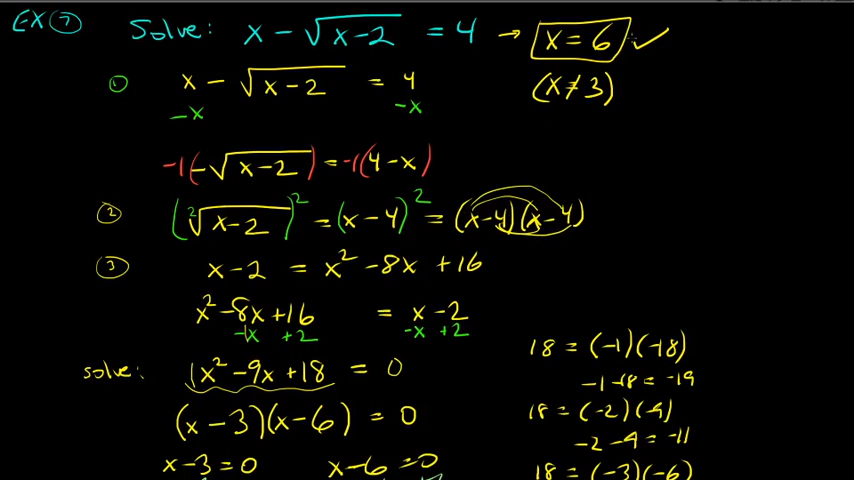 EX ⑦ Solve: x - √(x-2) = 4 → x = 6 ✓
① x - √(x-2) = 4 (x ≠ 3)
-x -x
-1(-√(x-2)) = -1(4-x)
② (²√(x-2))² = (x-4)² = (x-4)(x-4)
③ x-2 = x² -8x +16
x² -8x +16 = x -2
-1x +2 -x +2
solve: 1x² -9x +18 = 0
(x-3)(x-6) = 0
x-3=0 x-6=0
18 = (-1)(-18)
-1-18 = -19
18 = (-2)(-9)
-2-9 = -11
18 = (-3)(-6)